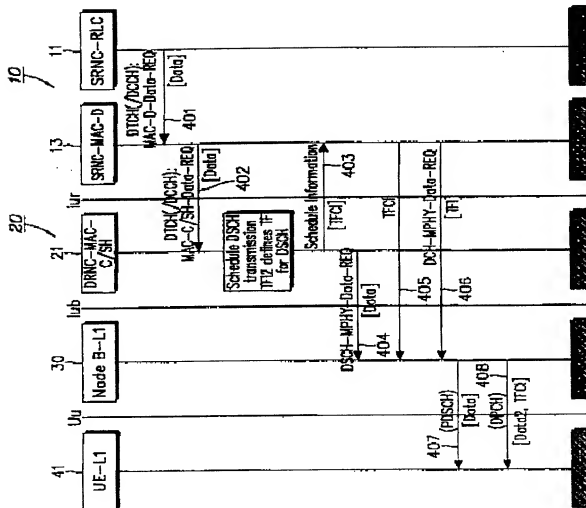 10
20
41
30
21
13
11
Uu
Iub
Iur
UE-L1
Node B-L1
DRNC-MAC-
C/SH
SRNC-MAC-D
SRNC-RLC
DTCH(/DCCH):
MAC-D-Data-REQ
401
[Data]
DTCH(/DCCH):
MAC-C/SH-Data-REQ
402
[Data]
Schedule DSCH
transmission
TFI2 defines TF
for DSCH
Schedule Information
403
[TFCI]
DSCH-MPHY-Data-REQ
404
[Data]
TFCI
405
DCH-MPHY-Data-REQ
406
[TFI]
407
(PDSCH)
[Data]
408
(DPCH)
[Data2, TFCI]